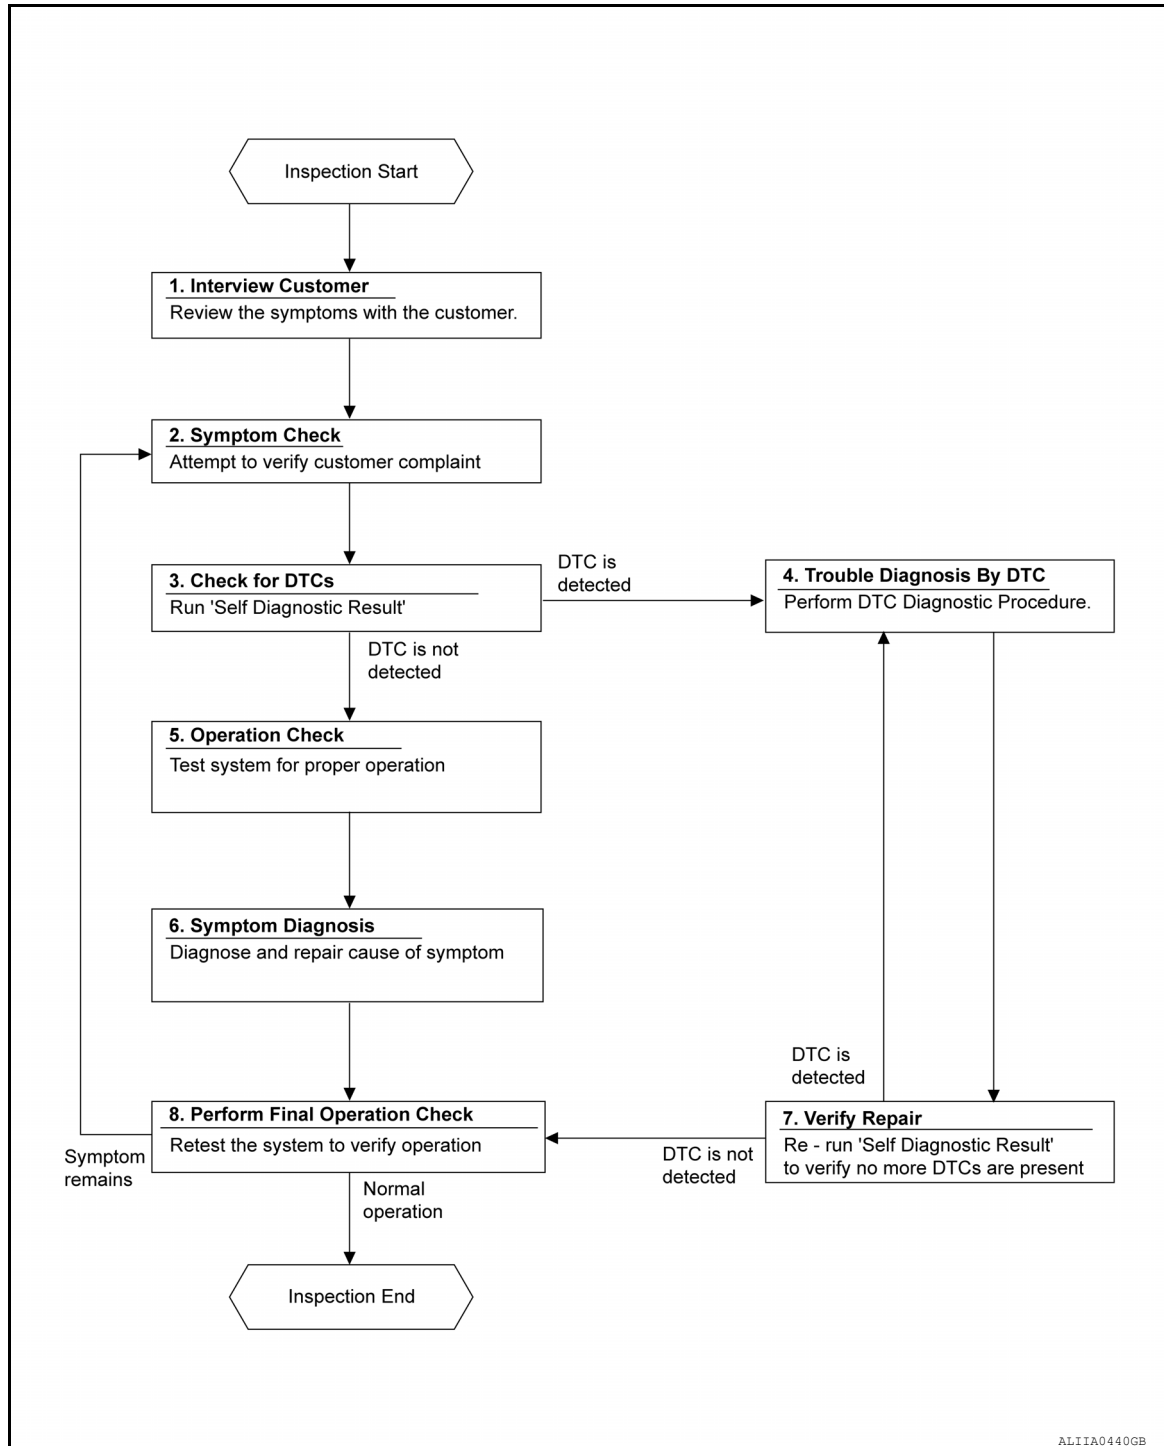 Inspection Start
1. Interview Customer
Review the symptoms with the customer.
2. Symptom Check
Attempt to verify customer complaint
3. Check for DTCs
Run 'Self Diagnostic Result'
DTC is
detected
4. Trouble Diagnosis By DTC
Perform DTC Diagnostic Procedure.
DTC is not
detected
5. Operation Check
Test system for proper operation
6. Symptom Diagnosis
Diagnose and repair cause of symptom
DTC is
detected
7. Verify Repair
Re - run 'Self Diagnostic Result'
to verify no more DTCs are present
DTC is not
detected
8. Perform Final Operation Check
Retest the system to verify operation
Symptom
remains
Normal
operation
Inspection End
ALIIA0440GB